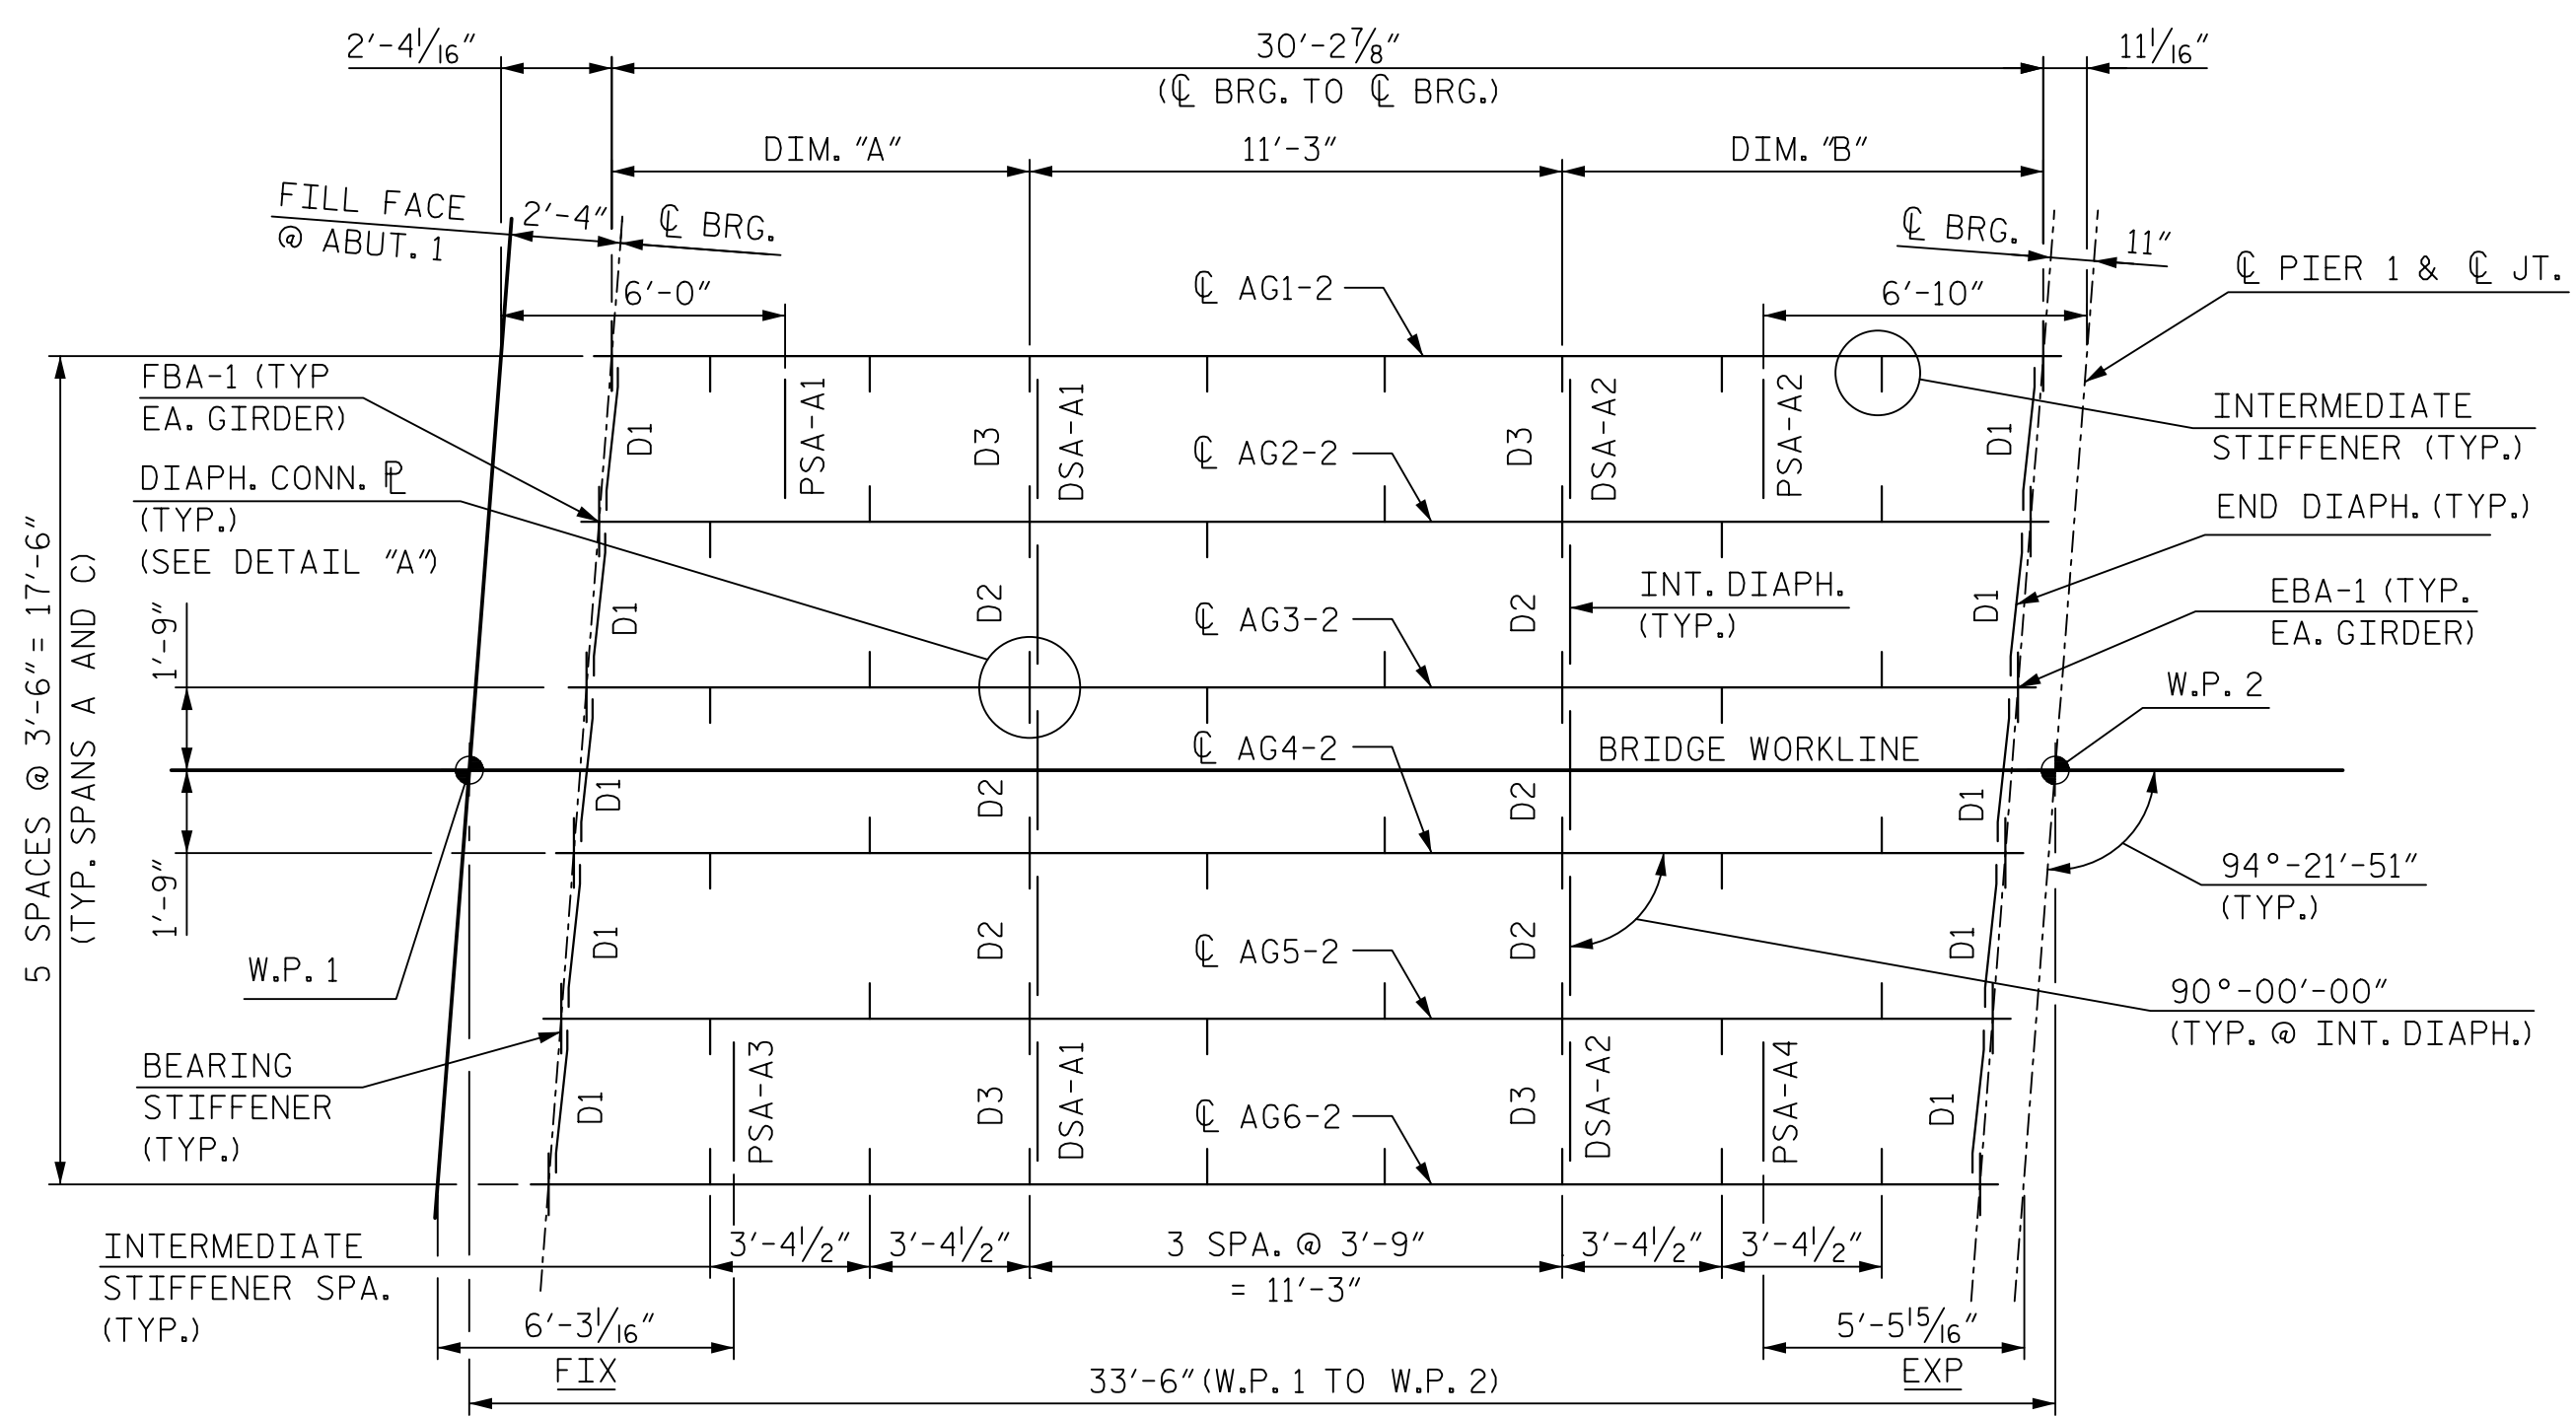 2'-4 1/16"
30'-2 7/8"
(℄ BRG. TO ℄ BRG.)
11 1/16"
DIM. "A"
11'-3"
DIM. "B"
FILL FACE
@ ABUT. 1
2'-4"
℄ BRG.
℄ BRG.
11"
℄ PIER 1 & ℄ JT.
6'-0"
℄ AG1-2
6'-10"
FBA-1 (TYP
EA. GIRDER)
D1
PSA-A1
D3
DSA-A1
℄ AG2-2
D3
DSA-A2
PSA-A2
D1
INTERMEDIATE
STIFFENER (TYP.)
DIAPH. CONN. ⅊
(TYP.)
(SEE DETAIL "A")
END DIAPH. (TYP.)
5 SPACES @ 3'-6" = 17'-6"
(TYP. SPANS A AND C)
1'-9"
D1
D2
℄ AG3-2
D2
INT. DIAPH.
(TYP.)
D1
EBA-1 (TYP.
EA. GIRDER)
W.P. 2
℄ AG4-2
BRIDGE WORKLINE
D1
D2
D2
D1
1'-9"
94°-21'-51"
(TYP.)
W.P. 1
D1
D2
℄ AG5-2
D2
D1
90°-00'-00"
(TYP. @ INT. DIAPH.)
BEARING
STIFFENER
(TYP.)
D1
PSA-A3
D3
DSA-A1
℄ AG6-2
D3
DSA-A2
PSA-A4
D1
INTERMEDIATE
STIFFENER SPA.
(TYP.)
3'-4 1/2"
3'-4 1/2"
3 SPA. @ 3'-9"
= 11'-3"
3'-4 1/2"
3'-4 1/2"
6'-3 1/16"
FIX
5'-5 15/16"
EXP
33'-6" (W.P. 1 TO W.P. 2)